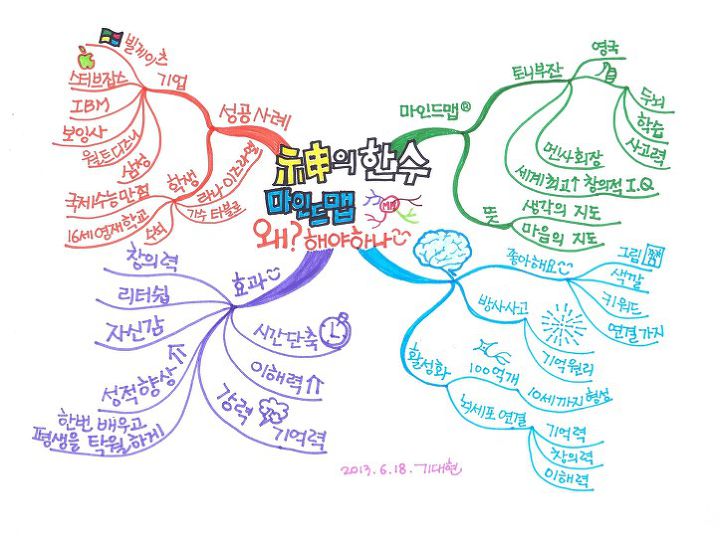 神의 한수
마인드맵
왜? 해야하나
마인드맵®
토니부잔
영국
두뇌
학습
사고력
멘사회장
세계최고↑ 창의적 I.Q
뜻
생각의 지도
마음의 지도
좋아해요
그림
색깔
키워드
연결가지
방사사고
기억원리
활성화
100억개
10세까지 형성
뇌세포 연결
기억력
창의력
이해력
효과
시간단축
이해력⇑
강력
기억력
창의력
리더쉽
자신감
성적향상⇑
한번 배우고
평생을 탁월하게
성공사례
기업
빌게이츠
스티브잡스
IBM
보잉사
월트디즈니
삼성
학생
라나 이스라엘
가수 터블로
국제수능만점
16세영재학교
수석
2013.6.18. 기대현